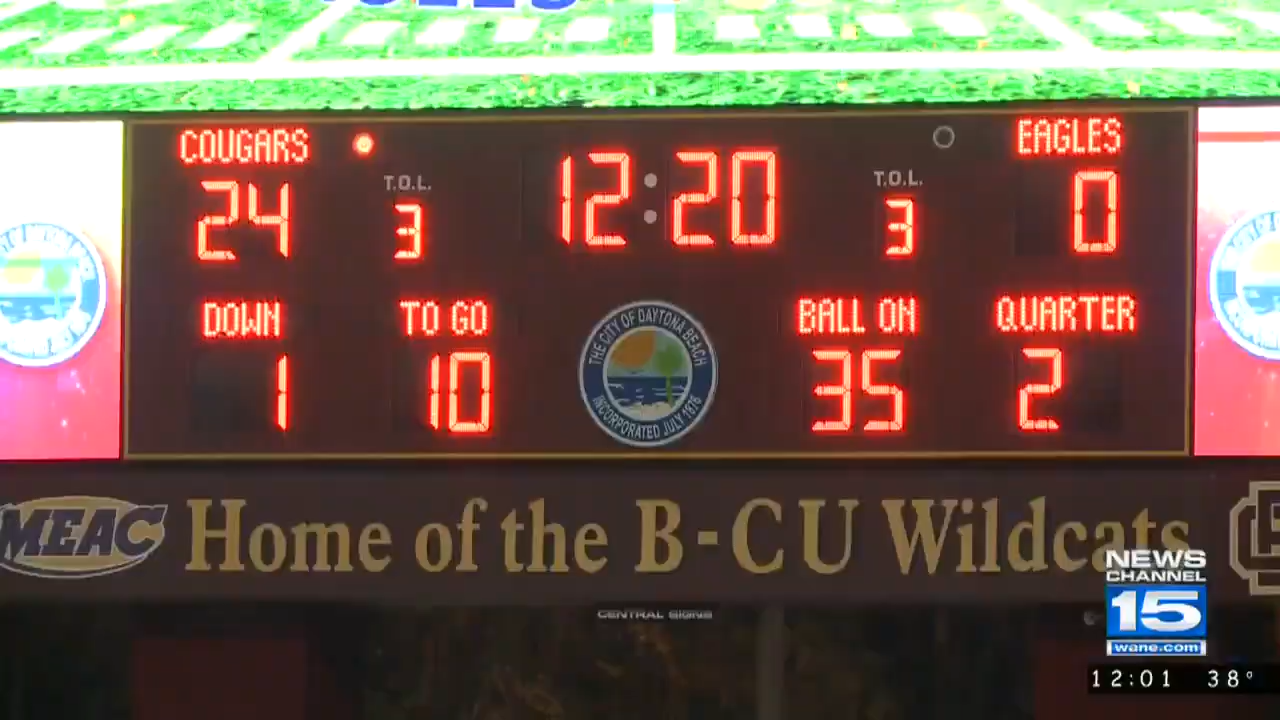 COUGARS
EAGLES
24
T.O.L.
3
12:20
T.O.L.
3
0
DOWN
TO GO
BALL ON
QUARTER
1
10
35
2
THE CITY OF DAYTONA BEACH
INCORPORATED JULY 1876
MEAC
Home of the B-CU Wildcats
CENTRAL SIGNS
NEWS
CHANNEL
15
wane.com
12:01 38°